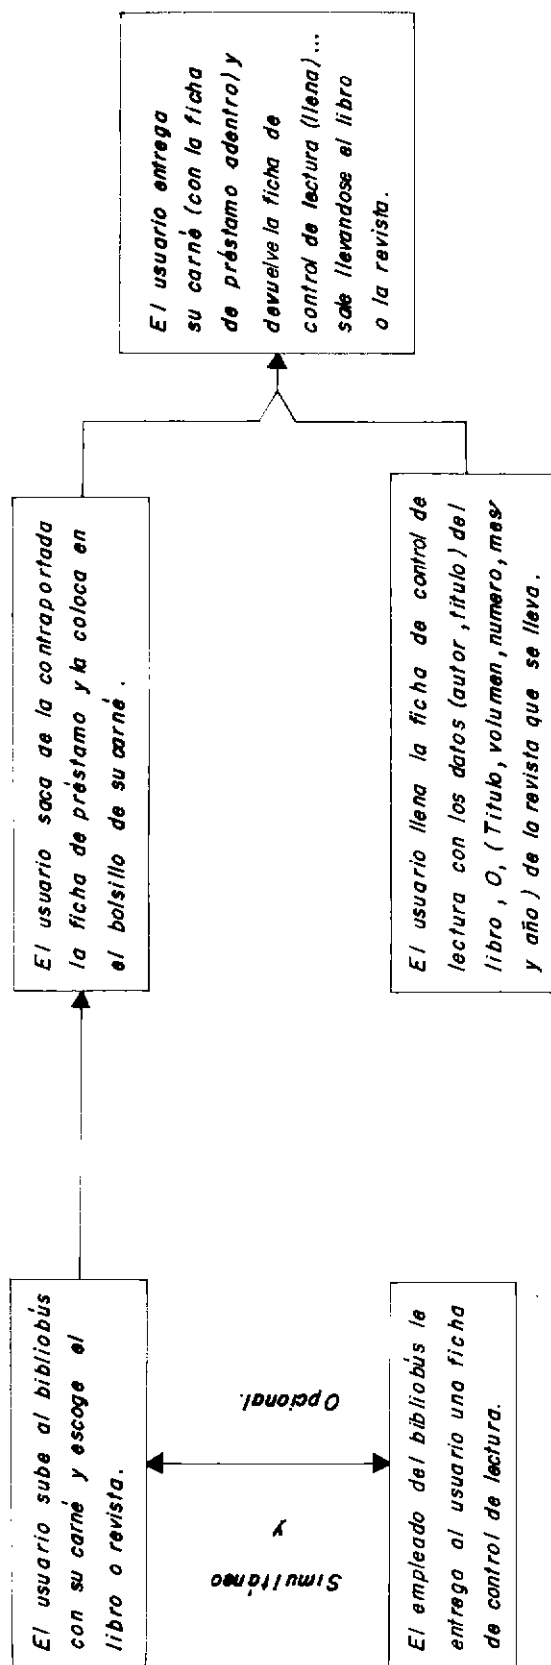 El usuario sube al bibliobús
con su carné y escoge el
libro o revista.
Simultáneo
y
Opcional.
El empleado del bibliobús le
entrega al usuario una ficha
de control de lectura.
El usuario saca de la contraportada
la ficha de préstamo y la coloca en
el bolsillo de su carné.
El usuario llena la ficha de control de
lectura con los datos (autor, titulo) del
libro, O, (Titulo, volumen, numero, mes
y año) de la revista que se lleva.
El usuario entrega
su carné (con la ficha
de préstamo adentro) y
devuelve la ficha de
control de lectura (llena)...
sale llevandose el libro
o la revista.